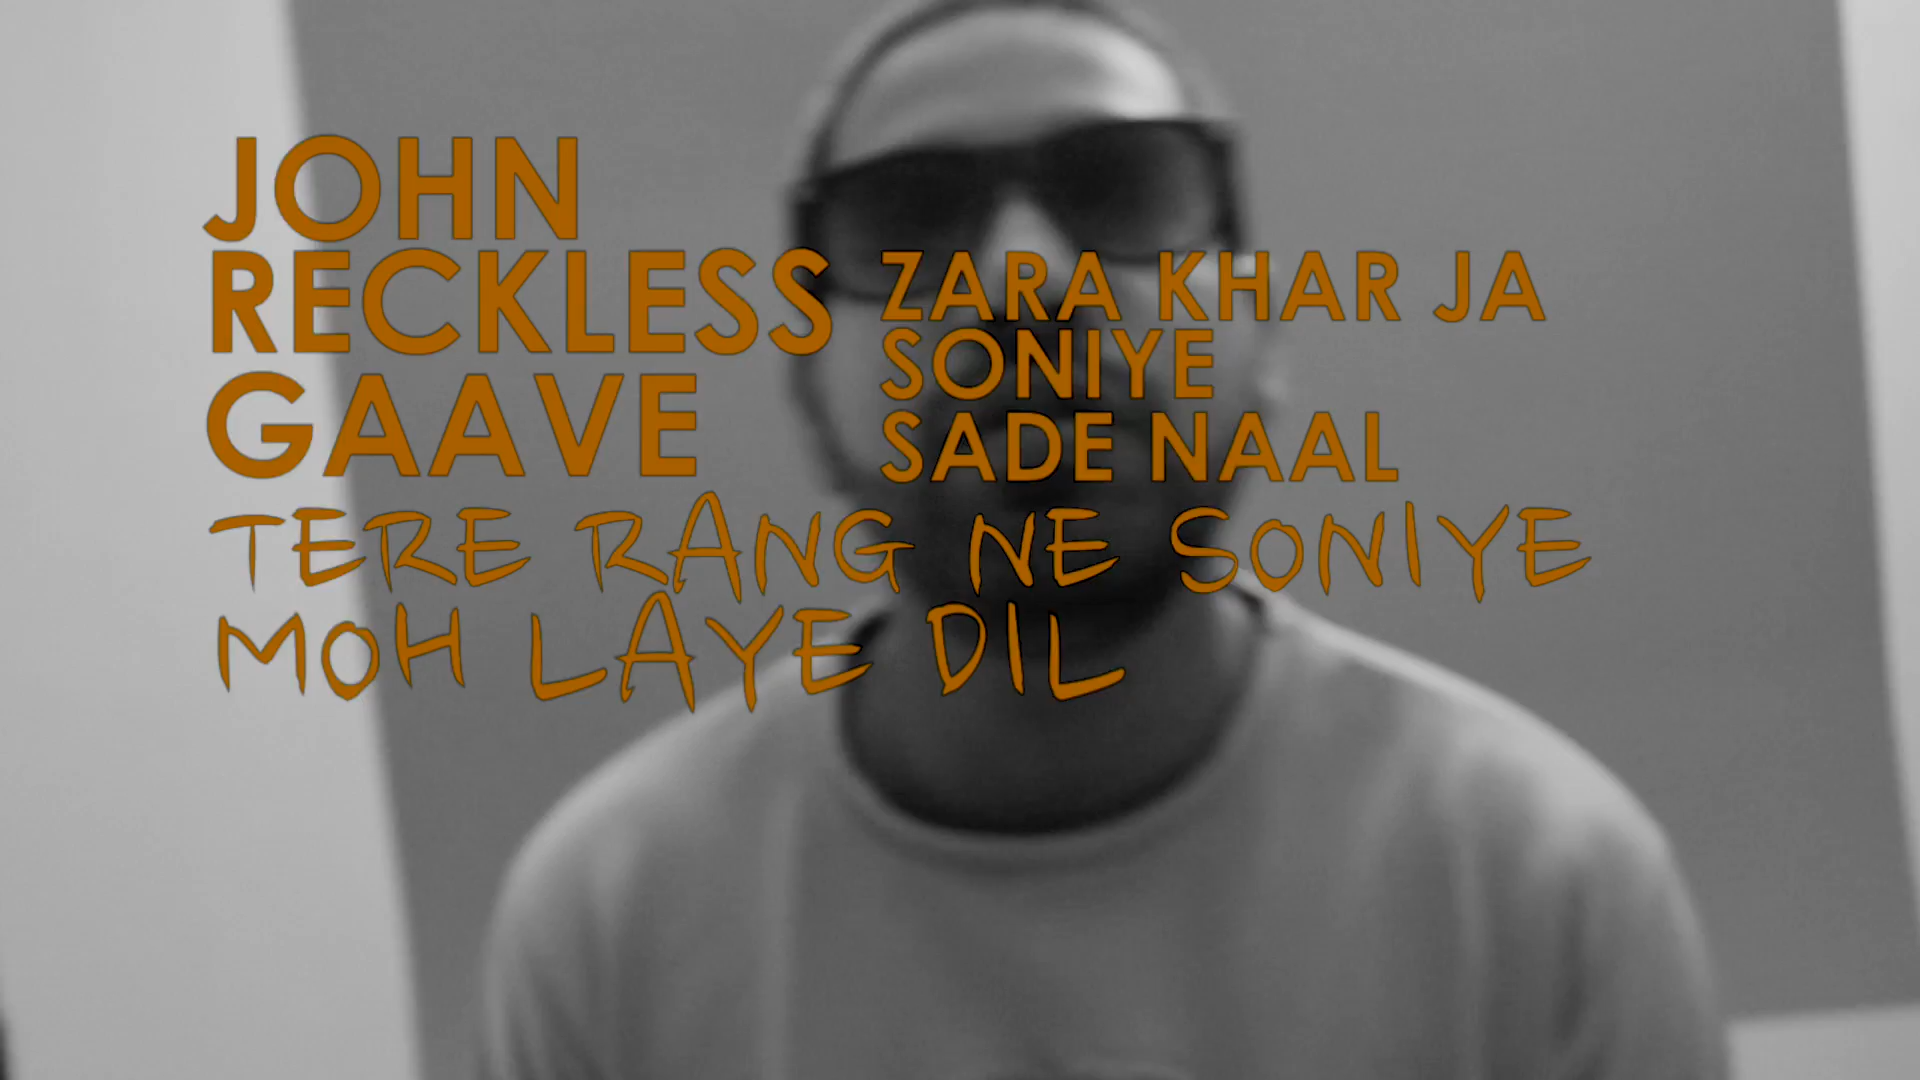 JOHN
RECKLESS
GAAVE
ZARA KHAR JA
SONIYE
SADE NAAL
TERE RANG NE SONIYE
MOH LAYE DIL